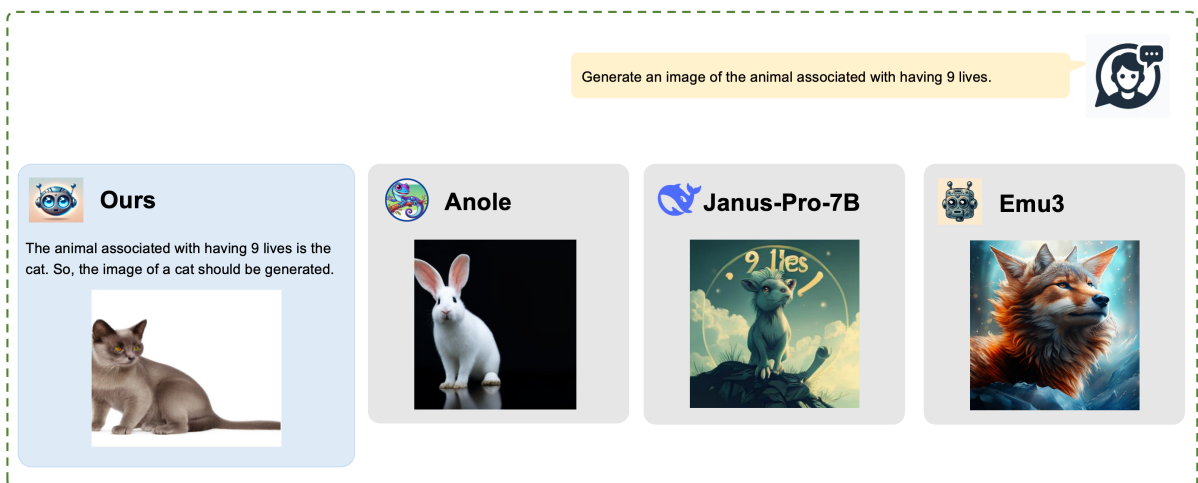 Generate an image of the animal associated with having 9 lives.
Ours
The animal associated with having 9 lives is the
cat. So, the image of a cat should be generated.
Anole
Janus-Pro-7B
9 lies
Emu3